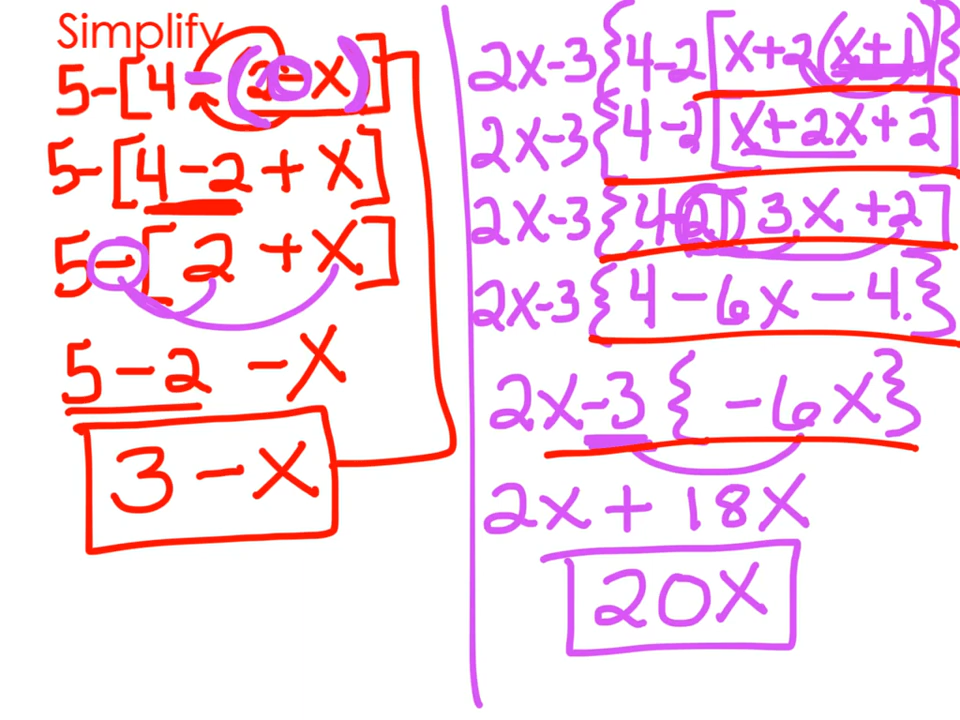 Simplify
5-[4-(2-x)]
5-[4-2+x]
5-[2+x]
5-2-x
3-x
2x-3{4-2[x+2(x+1)]}
2x-3{4-2[x+2x+2]
2x-3{4-2[3x+2]
2x-3{4-6x-4.}
2x-3{-6x}
2x+18x
20x